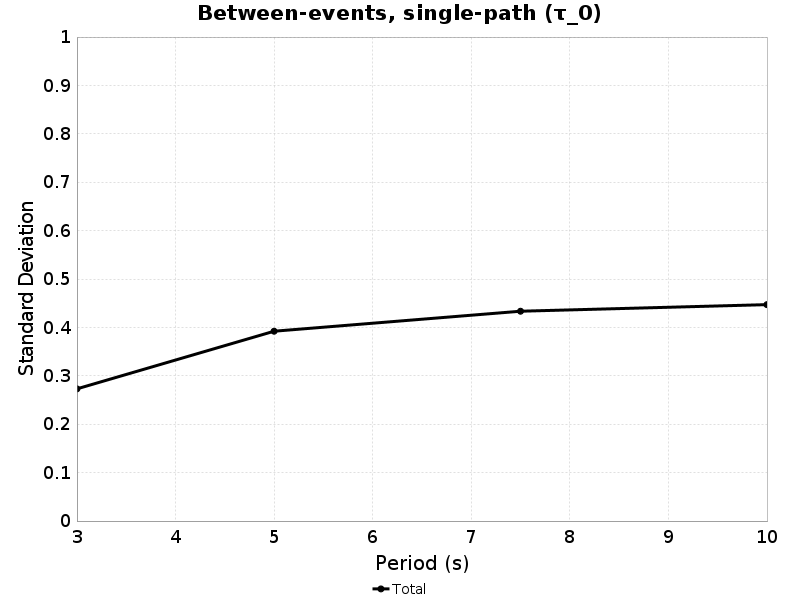 Between-events, single-path (τ_0)
1
0.9
0.8
0.7
0.6
0.5
0.4
0.3
0.2
0.1
0
Standard Deviation
3 4 5 6 7 8 9 10
Period (s)
Total